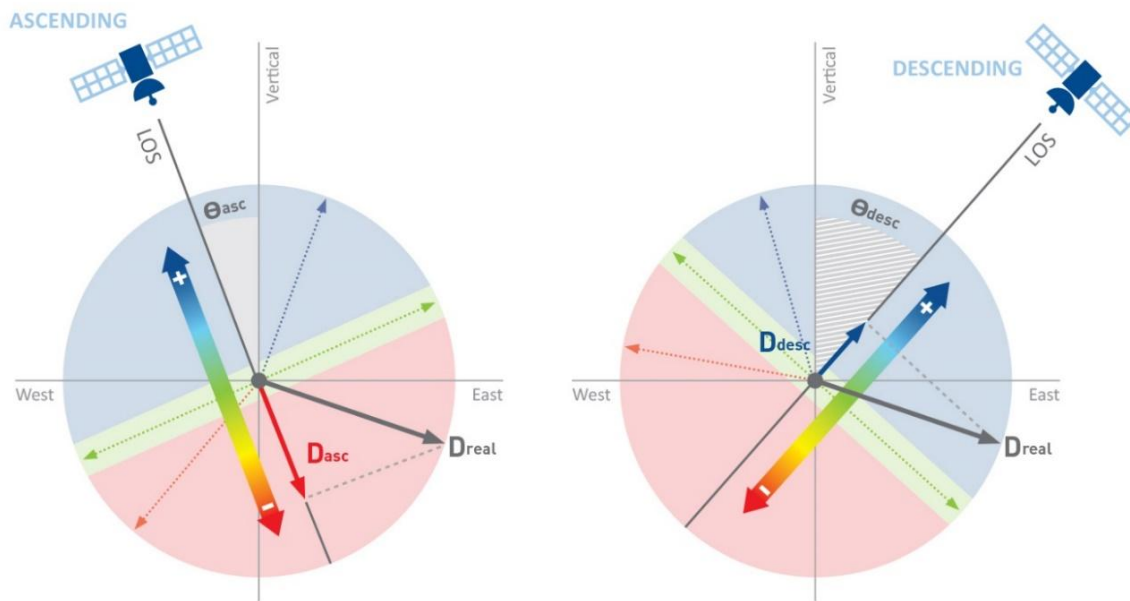 ASCENDING
Vertical
LOS
Θasc
+
West
East
Dasc
Dreal
-
DESCENDING
Vertical
LOS
Θdesc
+
Ddesc
West
East
Dreal
-